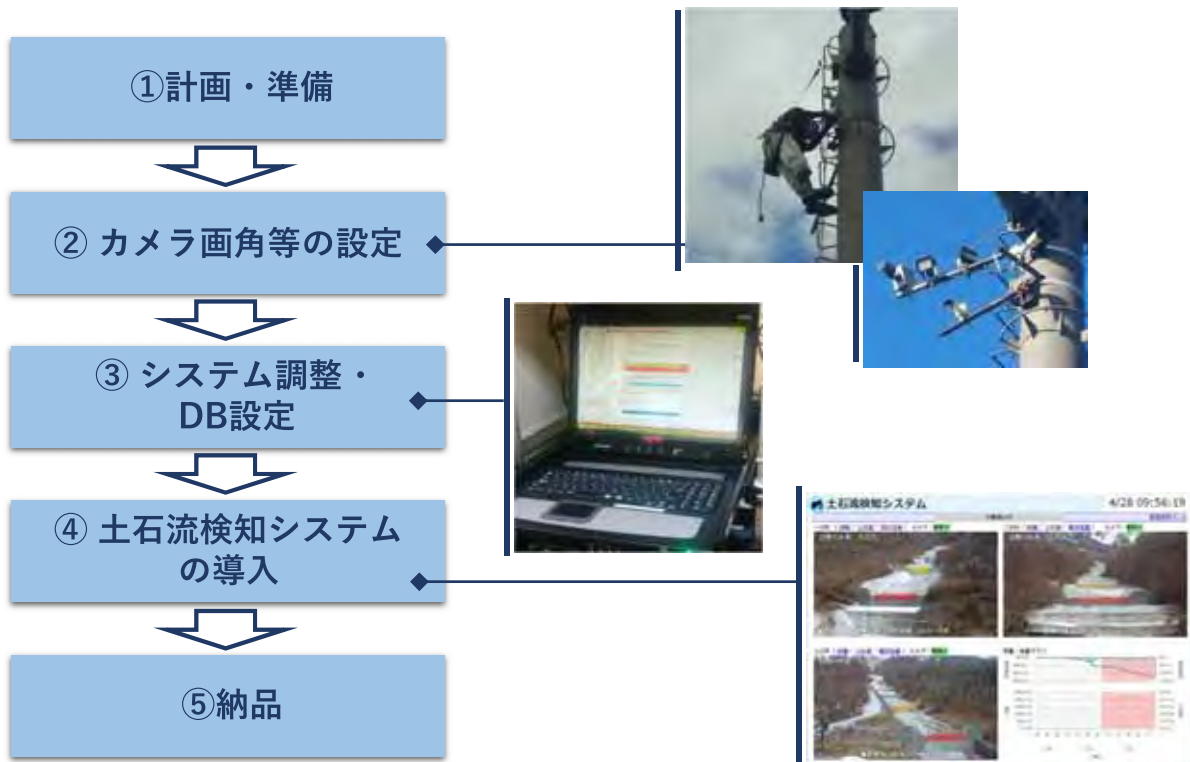 ①計画・準備
② カメラ画角等の設定
③ システム調整・
DB設定
④ 土石流検知システム
の導入
⑤納品
土石流検知システム
4/28 09:56:19